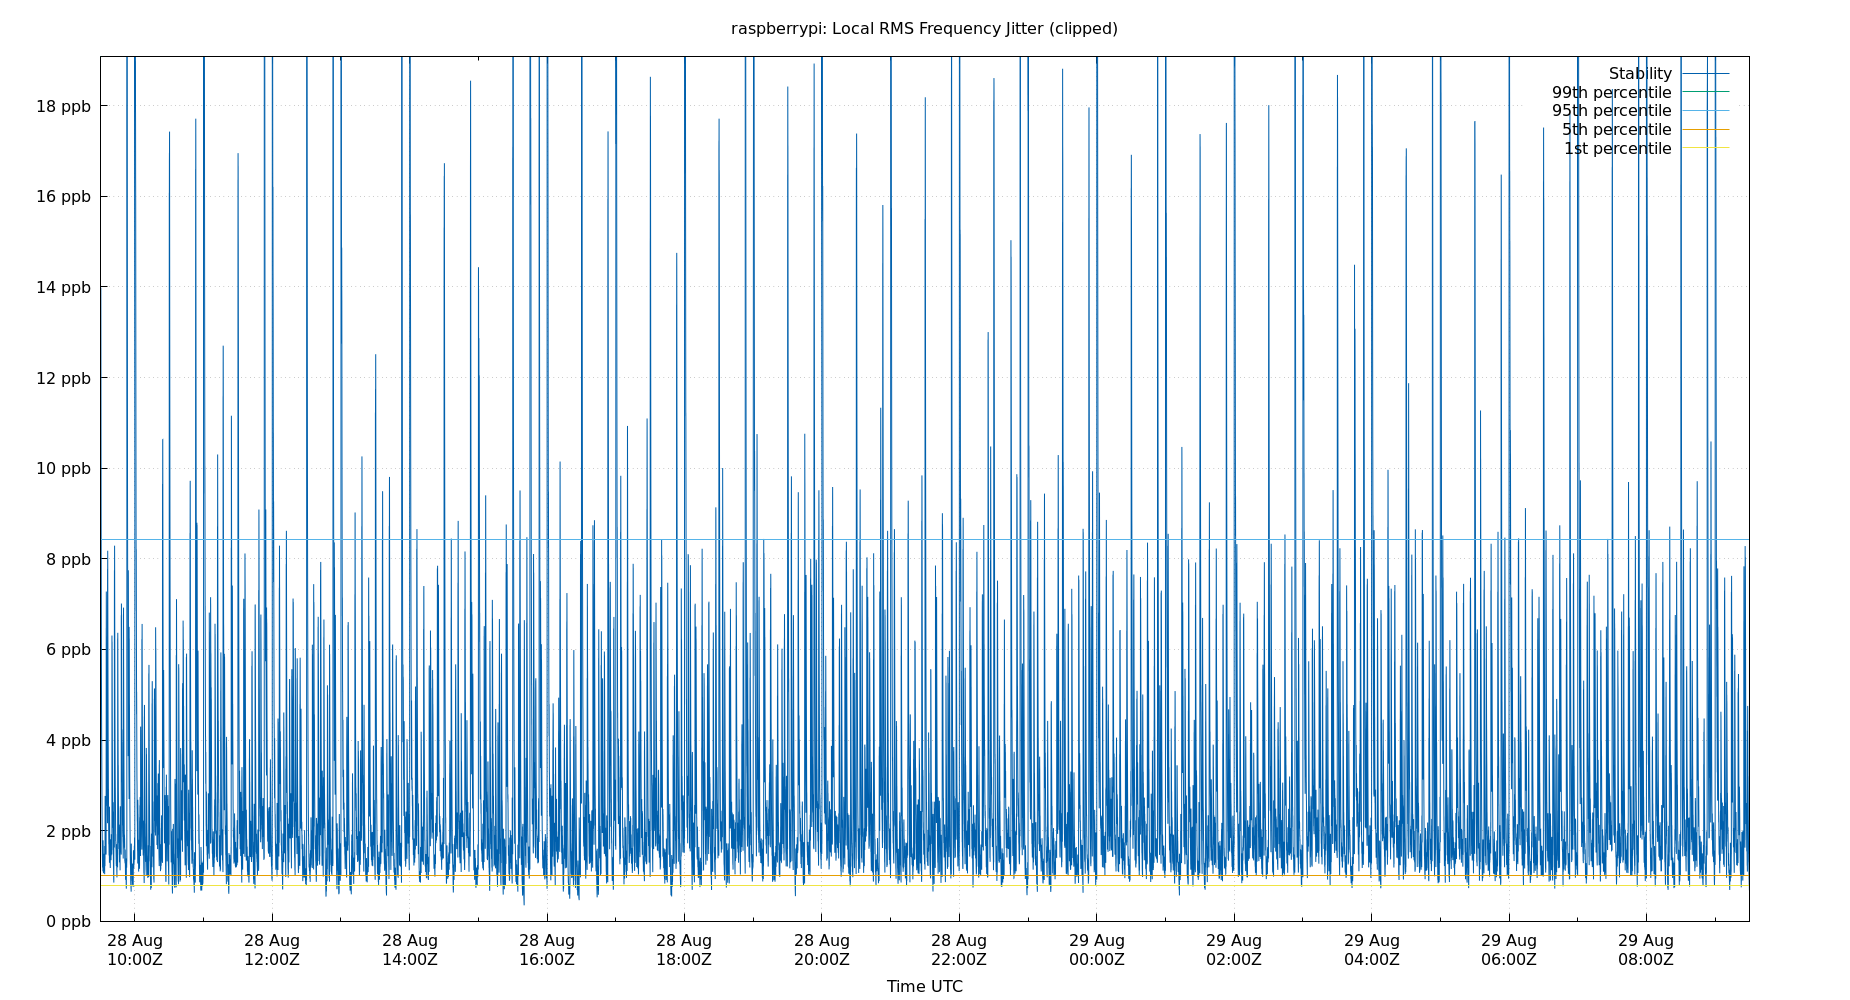 raspberrypi: Local RMS Frequency Jitter (clipped)
Stability
99th percentile
95th percentile
5th percentile
1st percentile
18 ppb
16 ppb
14 ppb
12 ppb
10 ppb
8 ppb
6 ppb
4 ppb
2 ppb
0 ppb
28 Aug 28 Aug 28 Aug 28 Aug 28 Aug 28 Aug 28 Aug 29 Aug 29 Aug 29 Aug 29 Aug 29 Aug
10:00Z 12:00Z 14:00Z 16:00Z 18:00Z 20:00Z 22:00Z 00:00Z 02:00Z 04:00Z 06:00Z 08:00Z
Time UTC